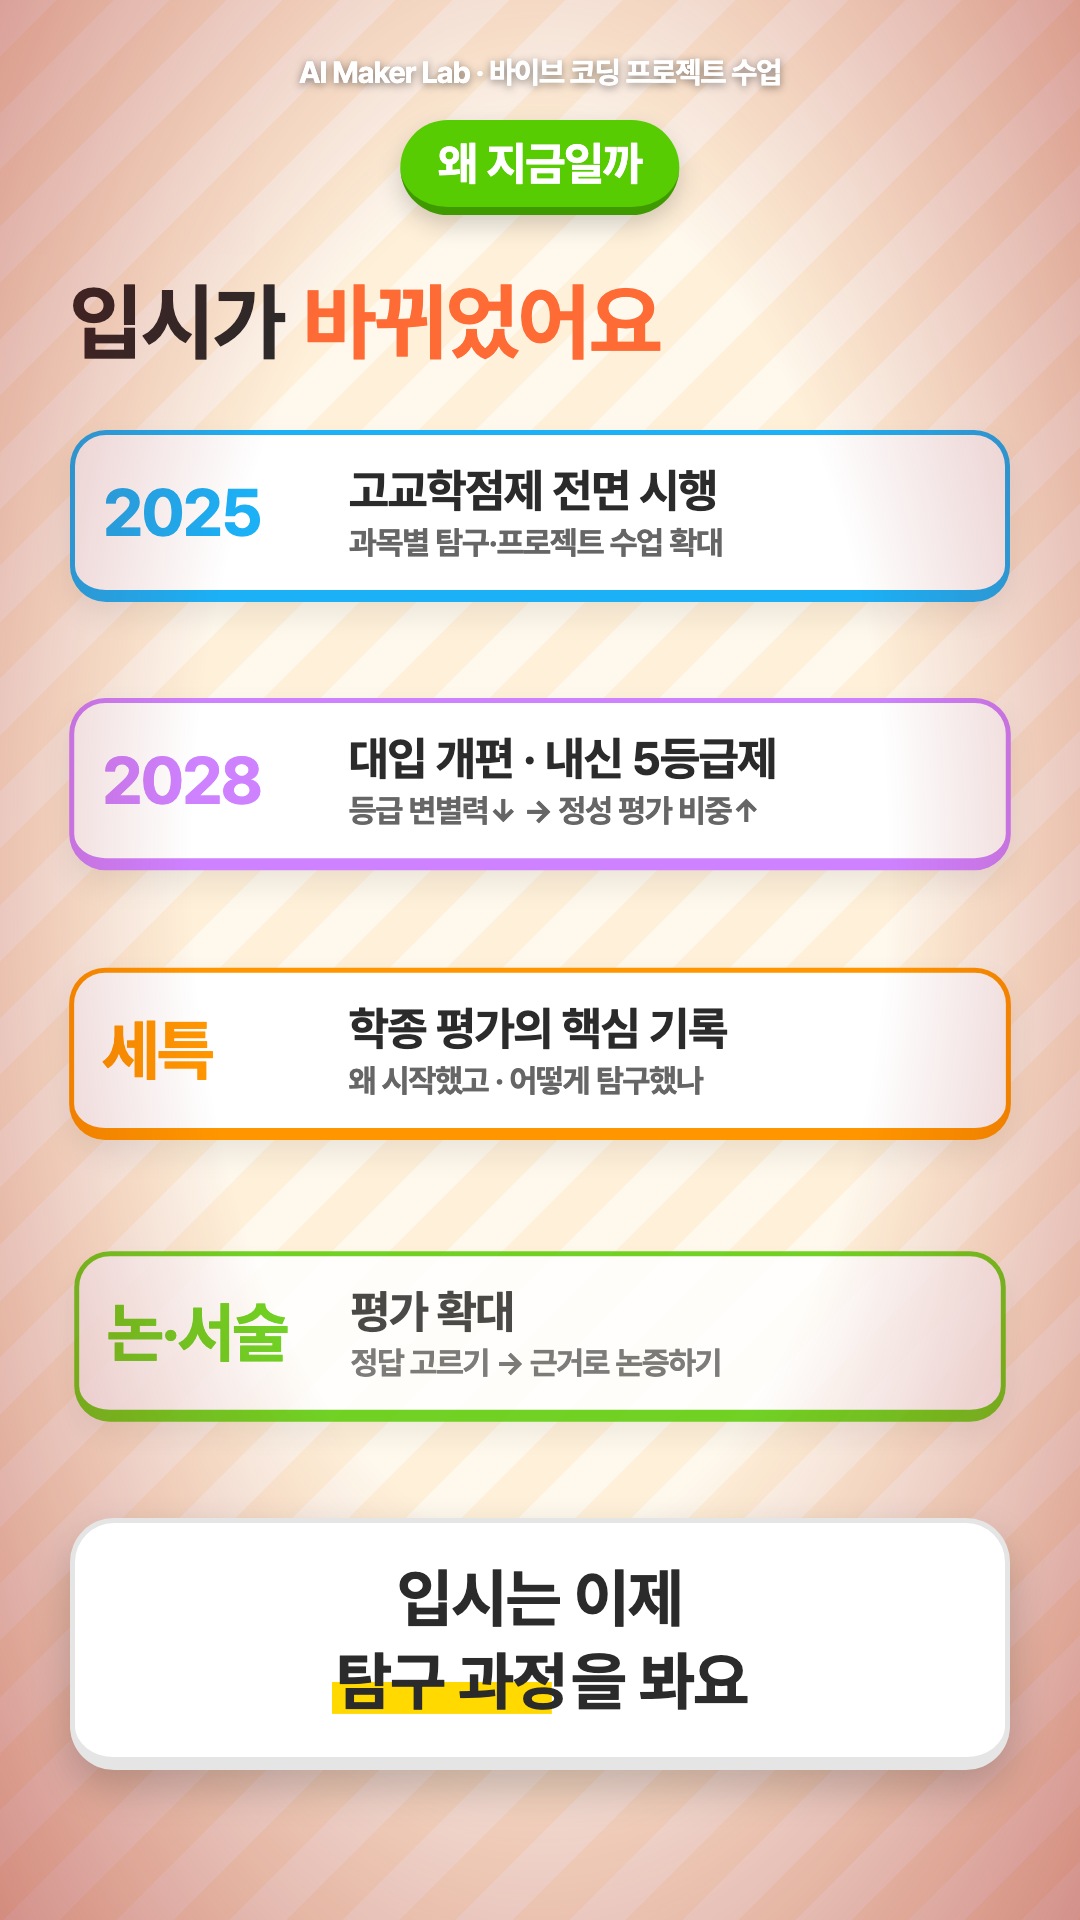 AI Maker Lab · 바이브 코딩 프로젝트 수업
왜 지금일까
입시가 바뀌었어요
2025
고교학점제 전면 시행
과목별 탐구·프로젝트 수업 확대
2028
대입 개편 · 내신 5등급제
등급 변별력↓ → 정성 평가 비중↑
세특
학종 평가의 핵심 기록
왜 시작했고 · 어떻게 탐구했나
논·서술
평가 확대
정답 고르기 → 근거로 논증하기
입시는 이제
탐구 과정을 봐요